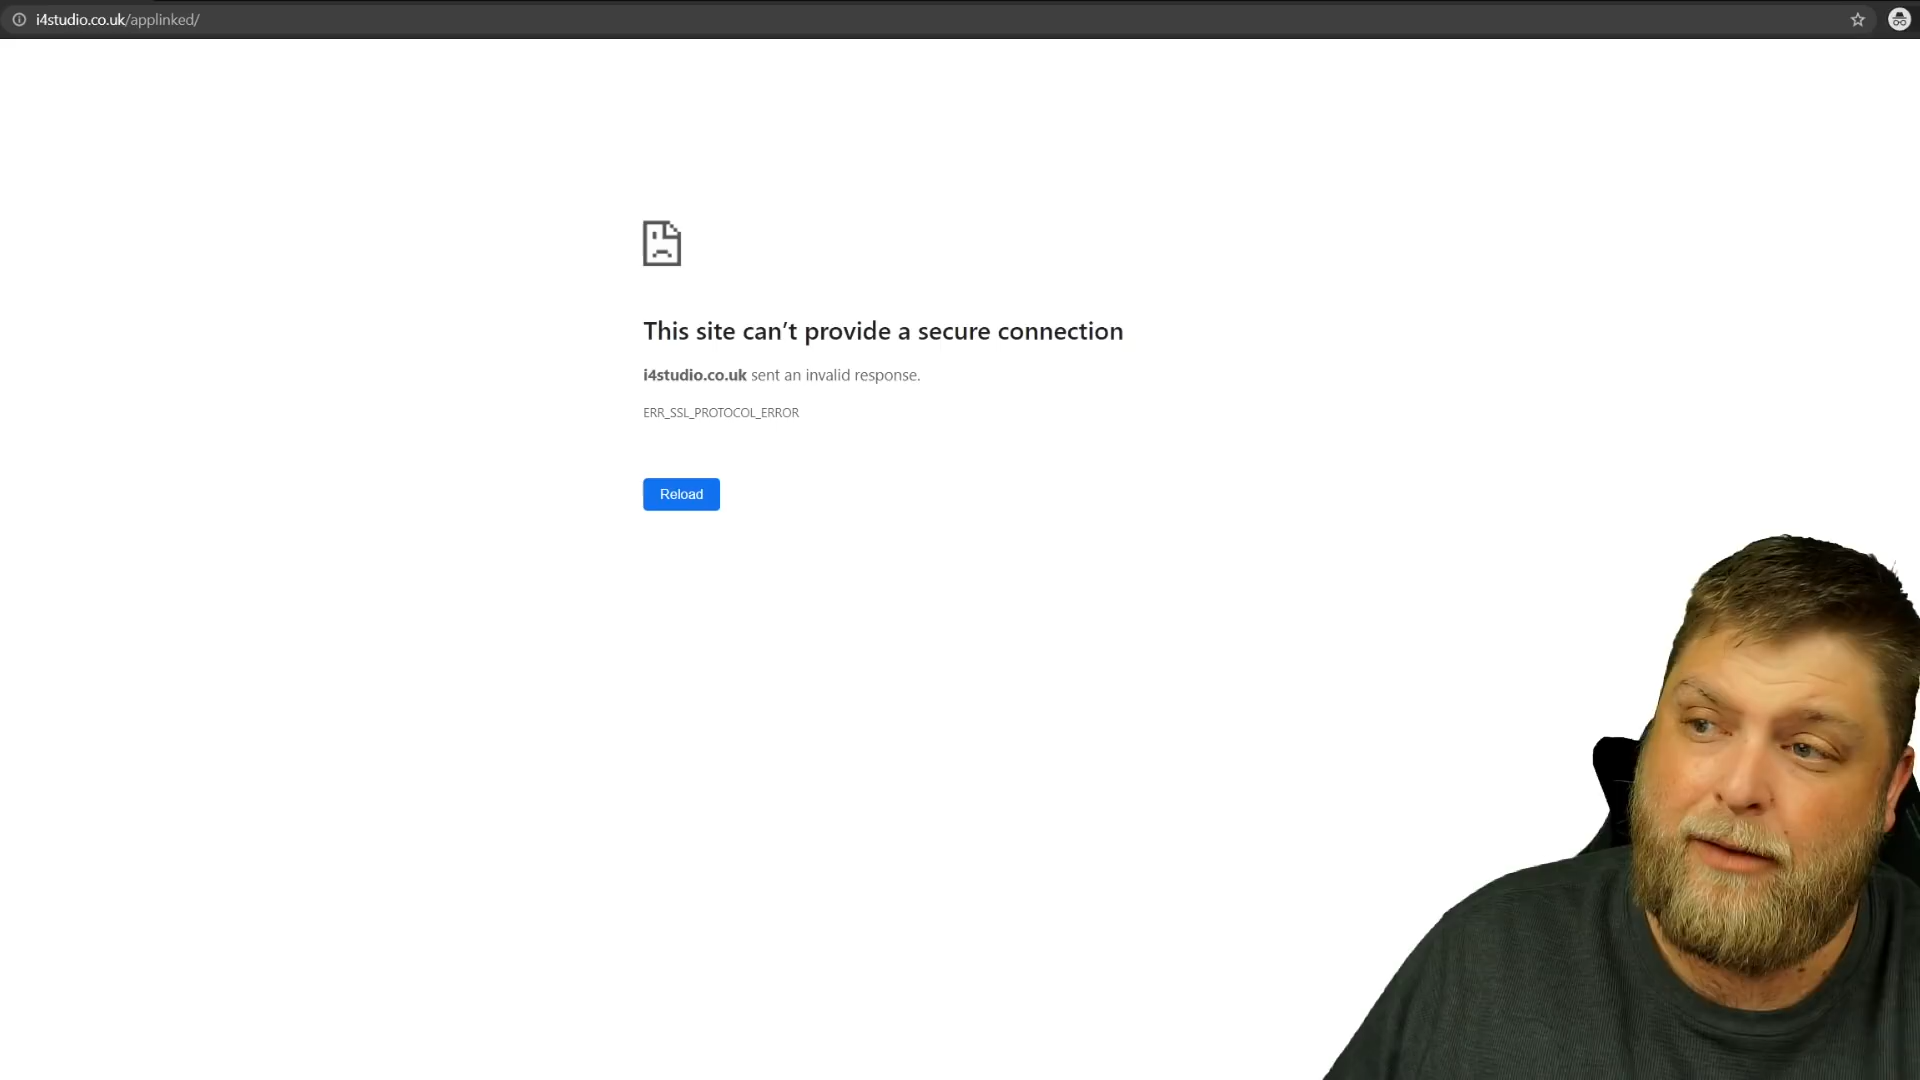 i4studio.co.uk/applinked/
This site can’t provide a secure connection
i4studio.co.uk sent an invalid response.
ERR_SSL_PROTOCOL_ERROR
Reload